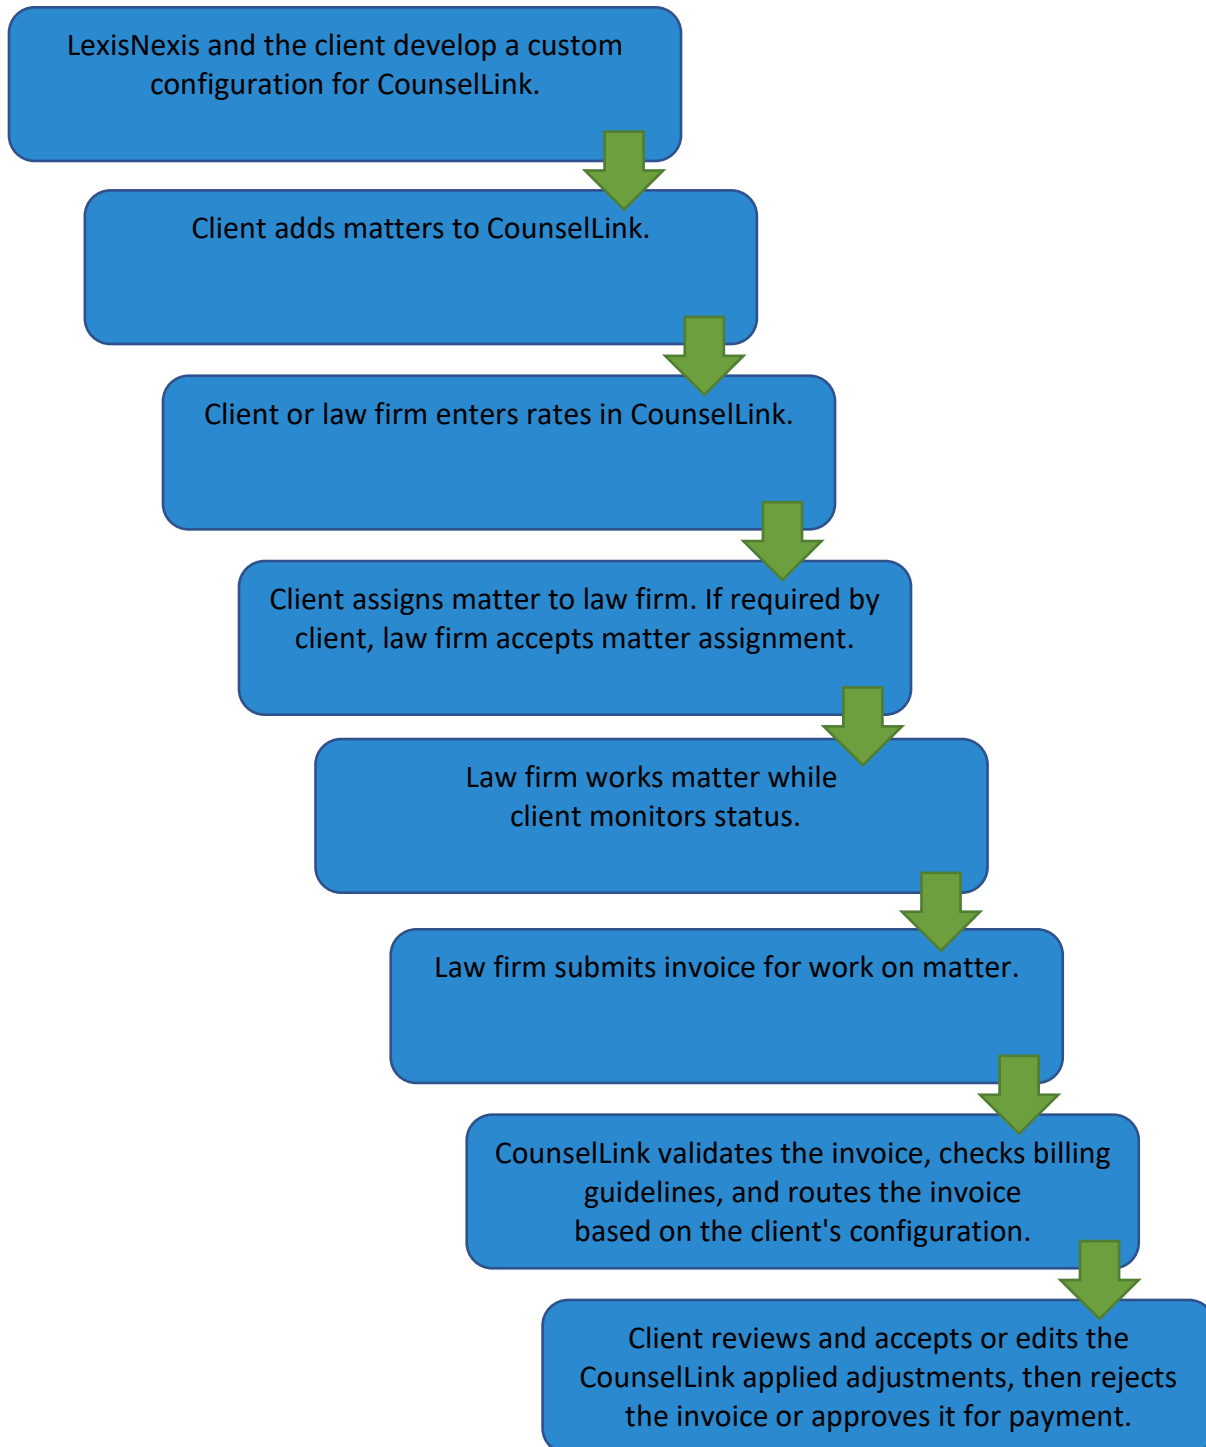 LexisNexis and the client develop a custom
configuration for CounselLink.
Client adds matters to CounselLink.
Client or law firm enters rates in CounselLink.
Client assigns matter to law firm. If required by
client, law firm accepts matter assignment.
Law firm works matter while
client monitors status.
Law firm submits invoice for work on matter.
CounselLink validates the invoice, checks billing
guidelines, and routes the invoice
based on the client's configuration.
Client reviews and accepts or edits the
CounselLink applied adjustments, then rejects
the invoice or approves it for payment.